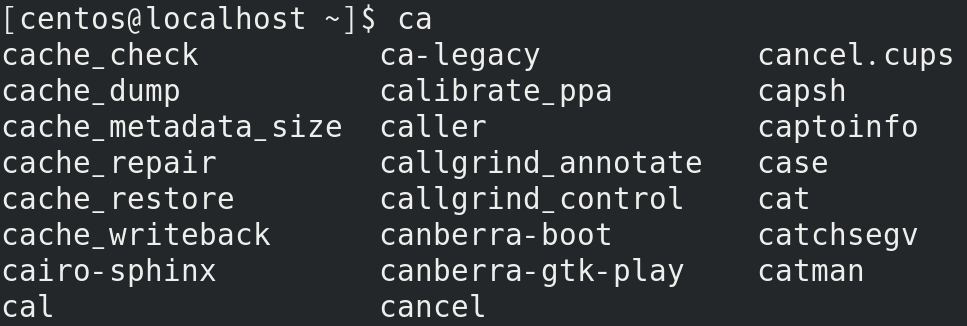 [centos@localhost ~]$ ca
cache_check ca-legacy cancel.cups
cache_dump calibrate_ppa capsh
cache_metadata_size caller captoinfo
cache_repair callgrind_annotate case
cache_restore callgrind_control cat
cache_writeback canberra-boot catchsegv
cairo-sphinx canberra-gtk-play catman
cal cancel